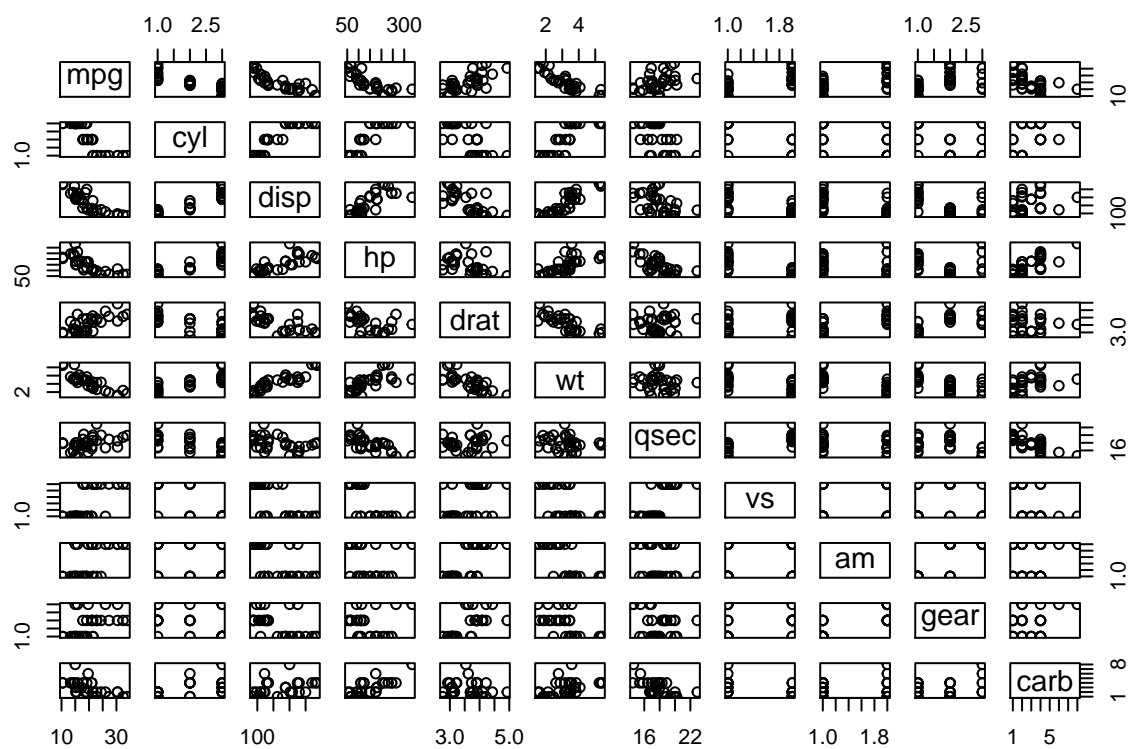 1.0 2.5 50 300 2 4 1.0 1.8 1.0 2.5
mpg 10
1.0 cyl
disp 100
50 hp
drat 3.0
2 wt
qsec 16
1.0 vs
am 1.0
1.0 gear
carb 1 8
10 30 100 3.0 5.0 16 22 1.0 1.8 1 5